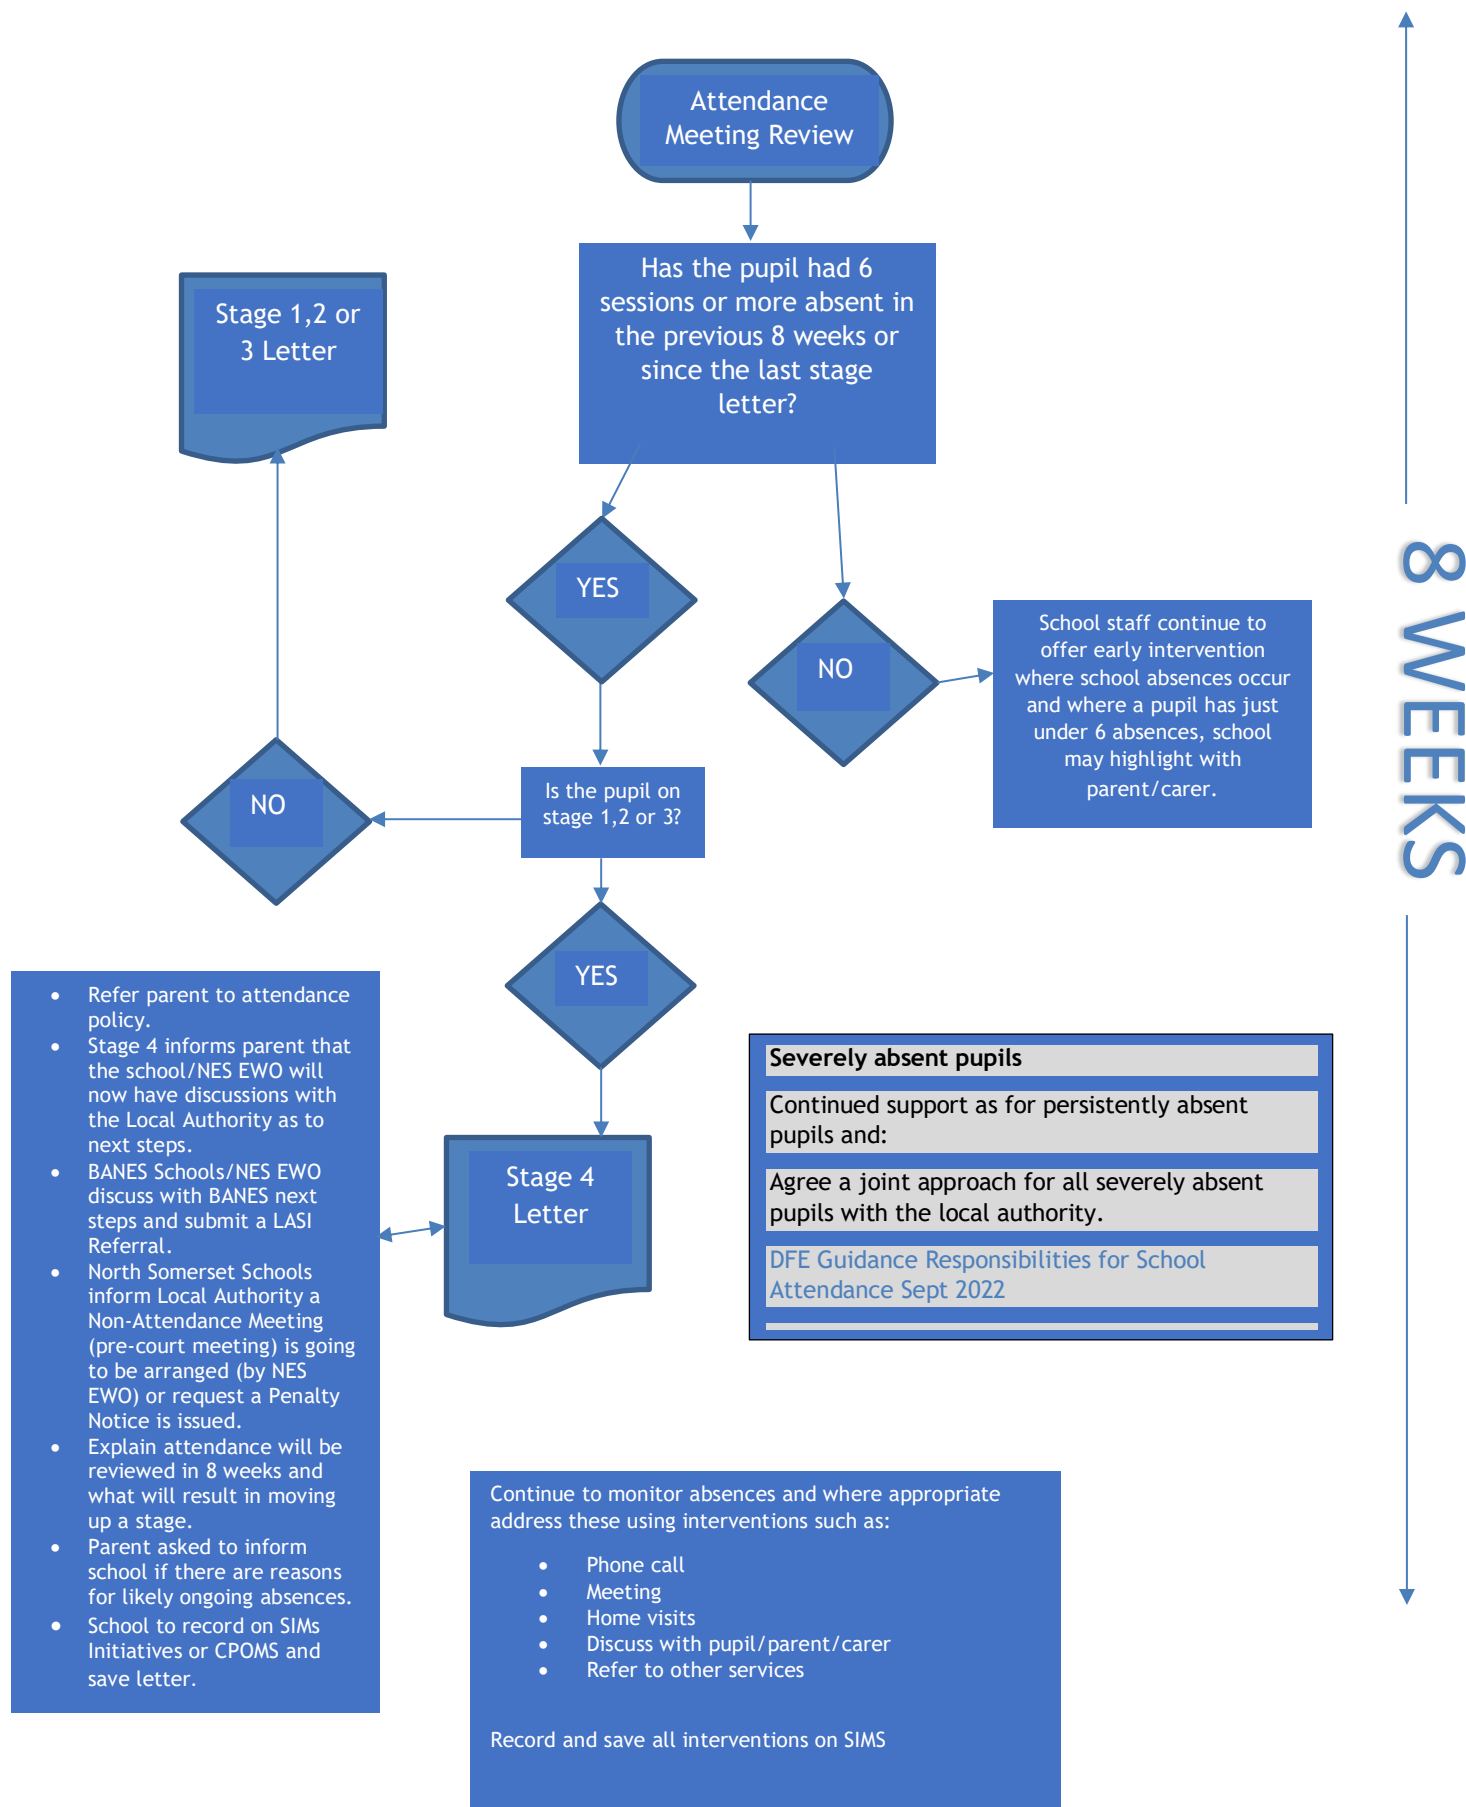 Attendance
Meeting Review
Has the pupil had 6
sessions or more absent in
the previous 8 weeks or
since the last stage
letter?
Stage 1,2 or
3 Letter
YES
NO
School staff continue to
offer early intervention
where school absences occur
and where a pupil has just
under 6 absences, school
may highlight with
parent/carer.
8 WEEKS
Is the pupil on
stage 1,2 or 3?
NO
YES
• Refer parent to attendance
policy.
• Stage 4 informs parent that
the school/NES EWO will
now have discussions with
the Local Authority as to
next steps.
• BANES Schools/NES EWO
discuss with BANES next
steps and submit a LASI
Referral.
• North Somerset Schools
inform Local Authority a
Non-Attendance Meeting
(pre-court meeting) is going
to be arranged (by NES
EWO) or request a Penalty
Notice is issued.
• Explain attendance will be
reviewed in 8 weeks and
what will result in moving
up a stage.
• Parent asked to inform
school if there are reasons
for likely ongoing absences.
• School to record on SIMs
Initiatives or CPOMS and
save letter.
Stage 4
Letter
Severely absent pupils
Continued support as for persistently absent
pupils and:
Agree a joint approach for all severely absent
pupils with the local authority.
DFE Guidance Responsibilities for School
Attendance Sept 2022
Continue to monitor absences and where appropriate
address these using interventions such as:
• Phone call
• Meeting
• Home visits
• Discuss with pupil/parent/carer
• Refer to other services
Record and save all interventions on SIMS